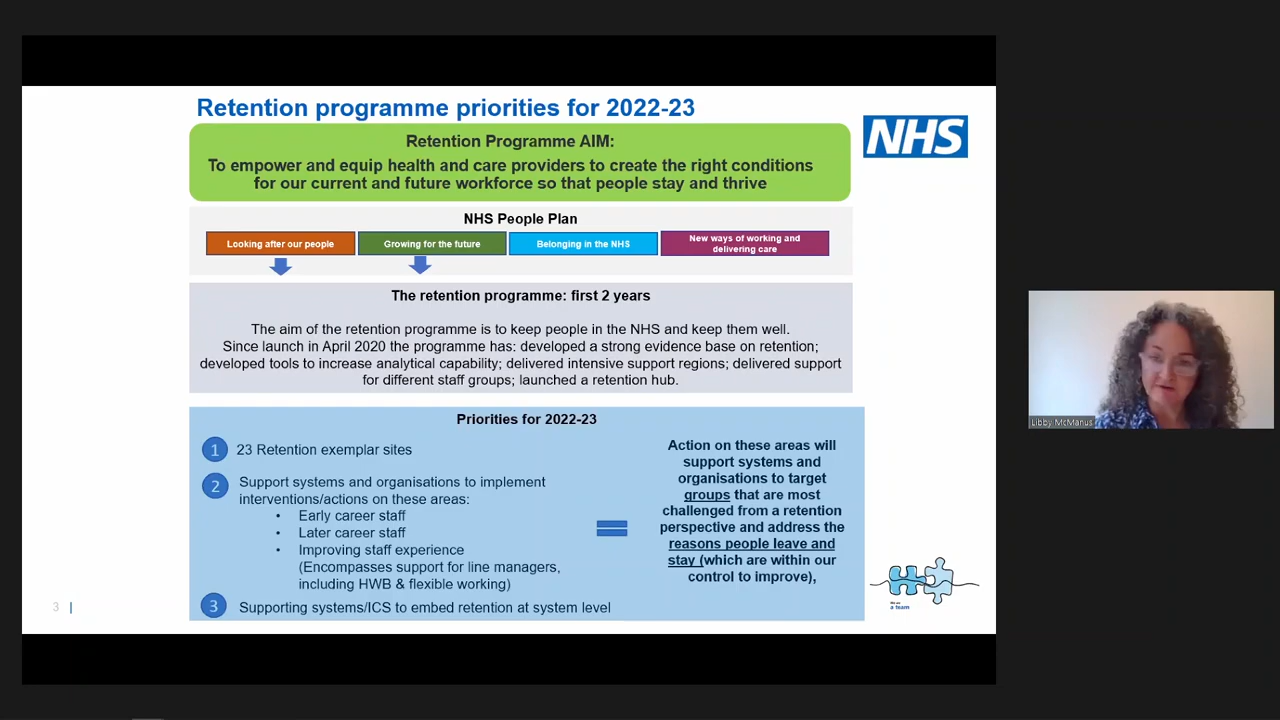 Retention programme priorities for 2022-23
NHS
Retention Programme AIM:
To empower and equip health and care providers to create the right conditions
for our current and future workforce so that people stay and thrive
NHS People Plan
Looking after our people
Growing for the future
Belonging in the NHS
New ways of working and
delivering care
The retention programme: first 2 years
The aim of the retention programme is to keep people in the NHS and keep them well.
Since launch in April 2020 the programme has: developed a strong evidence base on retention;
developed tools to increase analytical capability; delivered intensive support regions; delivered support
for different staff groups; launched a retention hub.
Priorities for 2022-23
1 23 Retention exemplar sites
2 Support systems and organisations to implement
interventions/actions on these areas:
• Early career staff
• Later career staff
• Improving staff experience
(Encompasses support for line managers,
including HWB & flexible working)
3 Supporting systems/ICS to embed retention at system level
Action on these areas will
support systems and
organisations to target
groups that are most
challenged from a retention
perspective and address the
reasons people leave and
stay (which are within our
control to improve),
We are
a team
3 |
Libby McManus